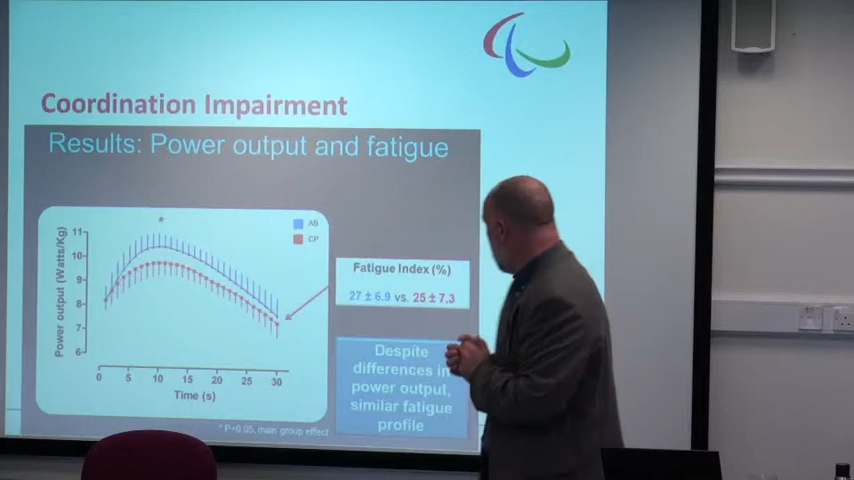 Coordination Impairment
Results: Power output and fatigue
*
AB
CP
Power output (Watts/Kg)
11
10
9
8
7
6
0
5
10
15
20
25
30
Time (s)
Fatigue Index (%)
27 ± 6.9 vs. 25 ± 7.3
Despite
differences in
power output,
similar fatigue
profile
* P<0.05, main group effect